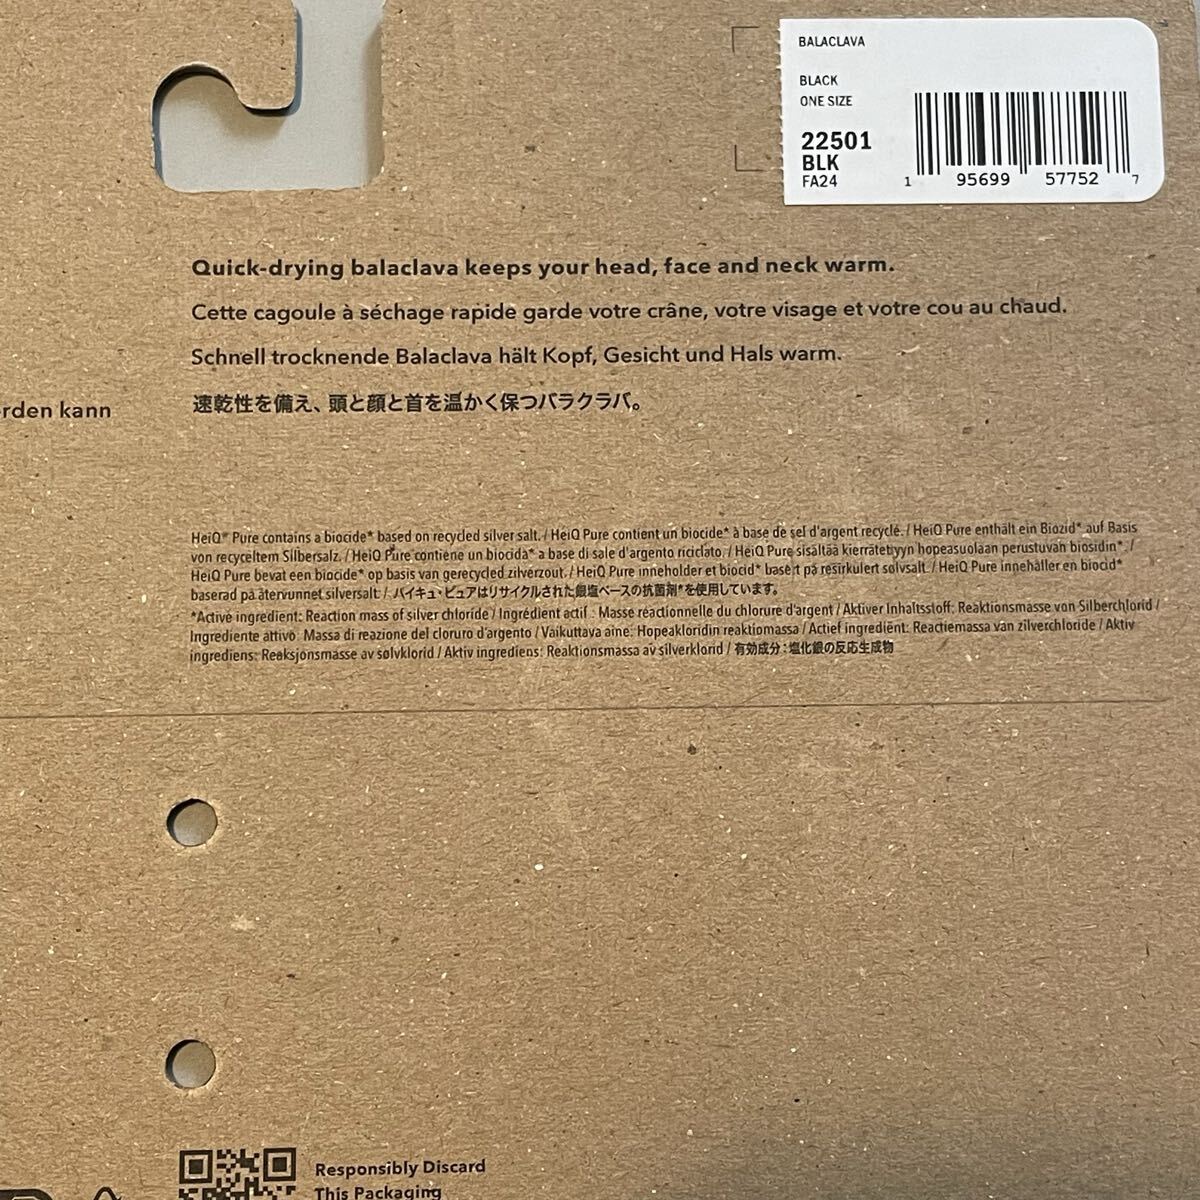 BALACLAVA
BLACK
ONE SIZE
22501
BLK
FA24
1 95699 57752 7
Quick-drying balaclava keeps your head, face and neck warm.
Cette cagoule à séchage rapide garde votre crâne, votre visage et votre cou au chaud.
Schnell trocknende Balaclava hält Kopf, Gesicht und Hals warm.
rden kann
速乾性を備え、頭と顔と首を温かく保つバラクラバ。
HeiQ® Pure contains a biocide* based on recycled silver salt. / HeiQ Pure contient un biocide* à base de sel d'argent recyclé. / HeiQ Pure enthält ein Biozid* auf Basis
von recyceltem Silbersalz. / HeiQ Pure contiene un biocida* a base di sale d'argento riciclato. / HeiQ Pure sisältää kierrätetyyn hopeasuolaan perustuvan biosidin*. /
HeiQ Pure bevat een biocide* op basis van gerecycled zilverzout. / HeiQ Pure inneholder et biocid* basert på resirkulert sølvsalt. / HeiQ Pure innehåller en biocid*
baserad på återvunnet silversalt. / ハイキュ・ピュアはリサイクルされた銀塩ベースの抗菌剤*を使用しています。
*Active ingredient: Reaction mass of silver chloride / Ingrédient actif : Masse réactionnelle du chlorure d'argent / Aktiver Inhaltsstoff: Reaktionsmasse von Silberchlorid /
Ingrediente attivo: Massa di reazione del cloruro d'argento / Vaikuttava aine: Hopeakloridin reaktiomassa / Actief ingrediënt: Reactiemassa van zilverchloride / Aktiv
ingrediens: Reaksjonsmasse av sølvklorid / Aktiv ingrediens: Reaktionsmassa av silverklorid / 有効成分：塩化銀の反応生成物
Responsibly Discard
This Packaging